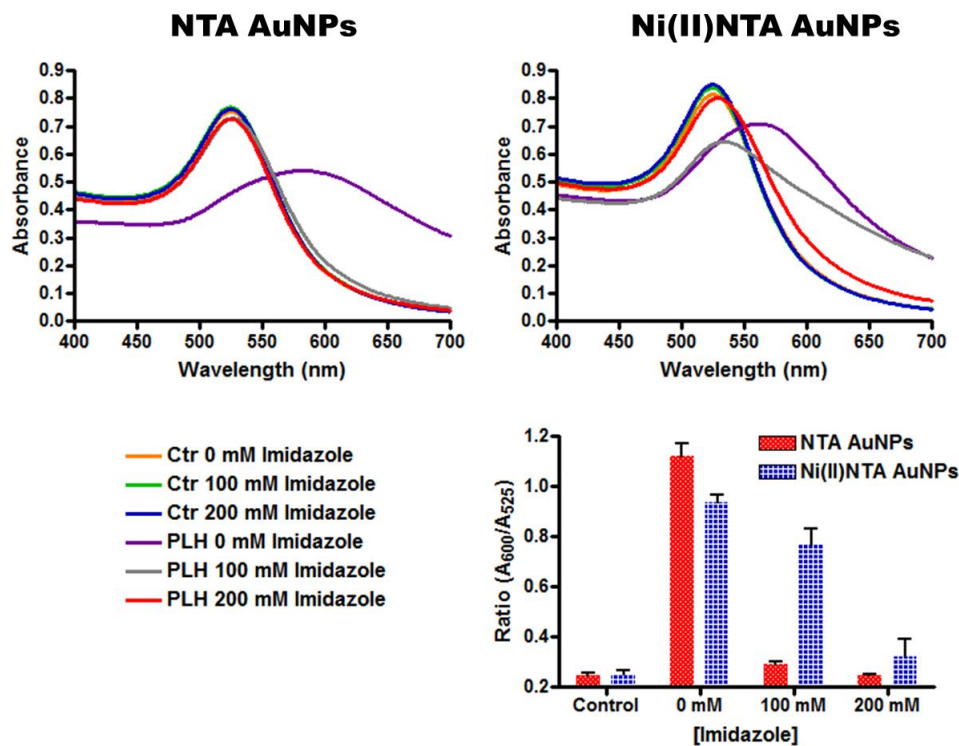 NTA AuNPs
Ni(II)NTA AuNPs
0.9
0.8
0.7
0.6
0.5
0.4
0.3
0.2
0.1
0.0
Absorbance
400 450 500 550 600 650 700
Wavelength (nm)
0.9
0.8
0.7
0.6
0.5
0.4
0.3
0.2
0.1
0.0
Absorbance
400 450 500 550 600 650 700
Wavelength (nm)
Ctr 0 mM Imidazole
Ctr 100 mM Imidazole
Ctr 200 mM Imidazole
PLH 0 mM Imidazole
PLH 100 mM Imidazole
PLH 200 mM Imidazole
1.2
1.0
0.8
0.6
0.4
0.2
Ratio (A600/A525)
NTA AuNPs
Ni(II)NTA AuNPs
Control 0 mM 100 mM 200 mM
[Imidazole]